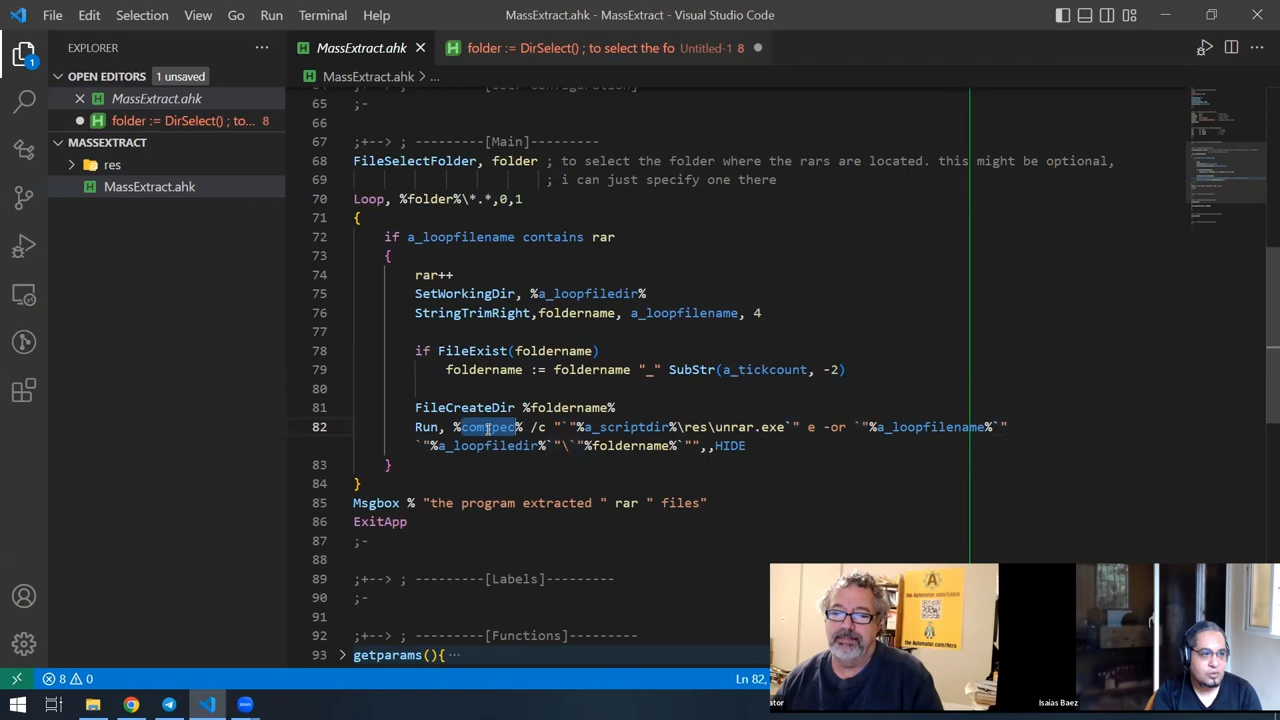 File Edit Selection View Go Run Terminal Help
MassExtract.ahk - MassExtract - Visual Studio Code
EXPLORER
MassExtract.ahk
folder := DirSelect() ; to select the fo Untitled-1 8
OPEN EDITORS 1 unsaved
MassExtract.ahk > ...
MassExtract.ahk
folder := DirSelect() ; to... 8
MASSEXTRACT
res
MassExtract.ahk
1
65 ;-
66
67 ;+--> ; ---------[Main]---------
68 FileSelectFolder, folder ; to select the folder where the rars are located. this might be optional,
69 ; i can just specify one there
70 Loop, %folder%\*.*,0,1
71 {
72 if a_loopfilename contains rar
73 {
74 rar++
75 SetWorkingDir, %a_loopfiledir%
76 StringTrimRight,foldername, a_loopfilename, 4
77
78 if FileExist(foldername)
79 foldername := foldername "_" SubStr(a_tickcount, -2)
80
81 FileCreateDir %foldername%
82 Run, %comspec% /c "`"%a_scriptdir%\res\unrar.exe`" e -or `"%a_loopfilename%`"
`"%a_loopfiledir%`"\`"%foldername%`"",,HIDE
83 }
84 }
85 Msgbox % "the program extracted " rar " files"
86 ExitApp
87 ;-
88
89 ;+--> ; ---------[Labels]---------
90 ;-
91
92 ;+--> ; ---------[Functions]---------
93 getparams(){ ...
8 0
Ln 82,
the-Automator.com/Hero
Isaias Baez